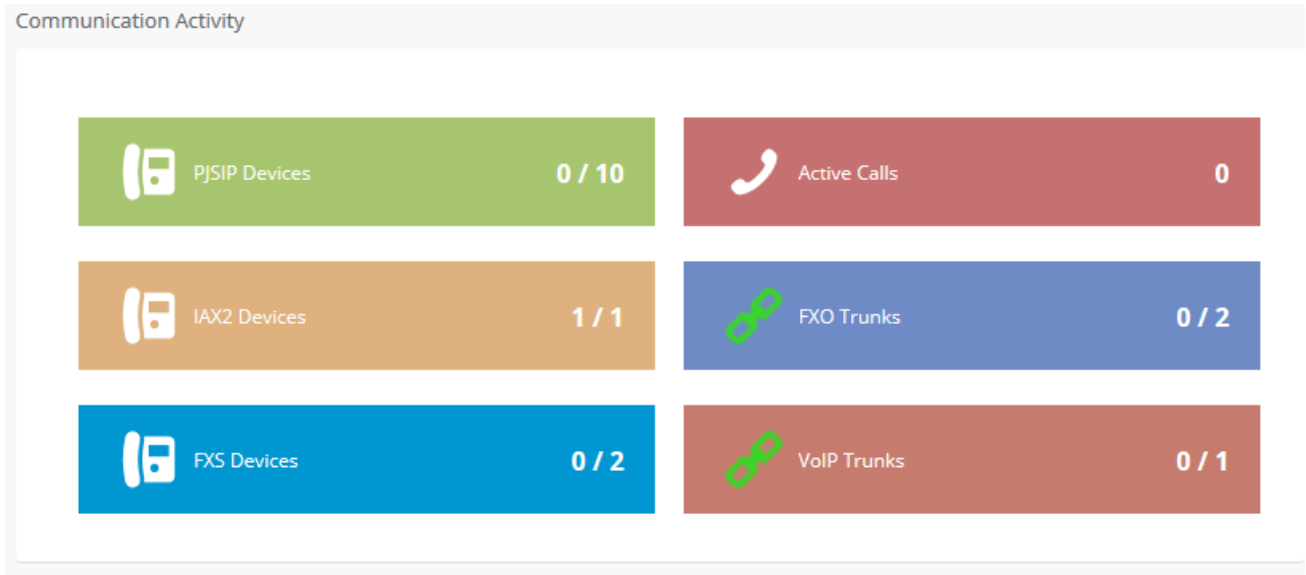 Communication Activity
PJSIP Devices 0 / 10
Active Calls 0
IAX2 Devices 1 / 1
FXO Trunks 0 / 2
FXS Devices 0 / 2
VoIP Trunks 0 / 1